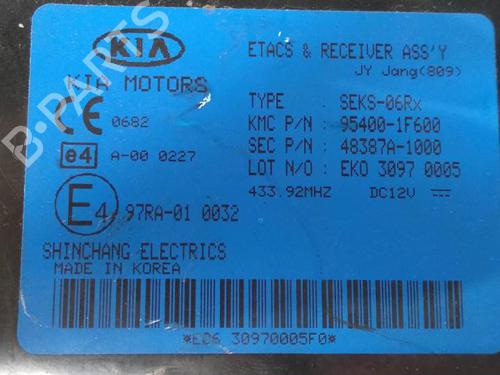 KIA
ETACS & RECEIVER ASS'Y
JY Jang(809)
KIA MOTORS
TYPE : SEKS-06Rx
CE 0682
KMC P/N : 95400-1F600
e4 A-00 0227
SEC P/N : 48387A-1000
LOT N/O : EKO 3097 0005
433.92MHZ DC12V
E4 97RA-01 0032
SHINCHANG ELECTRICS
MADE IN KOREA
*E06 30970005F0*
B-PARTS